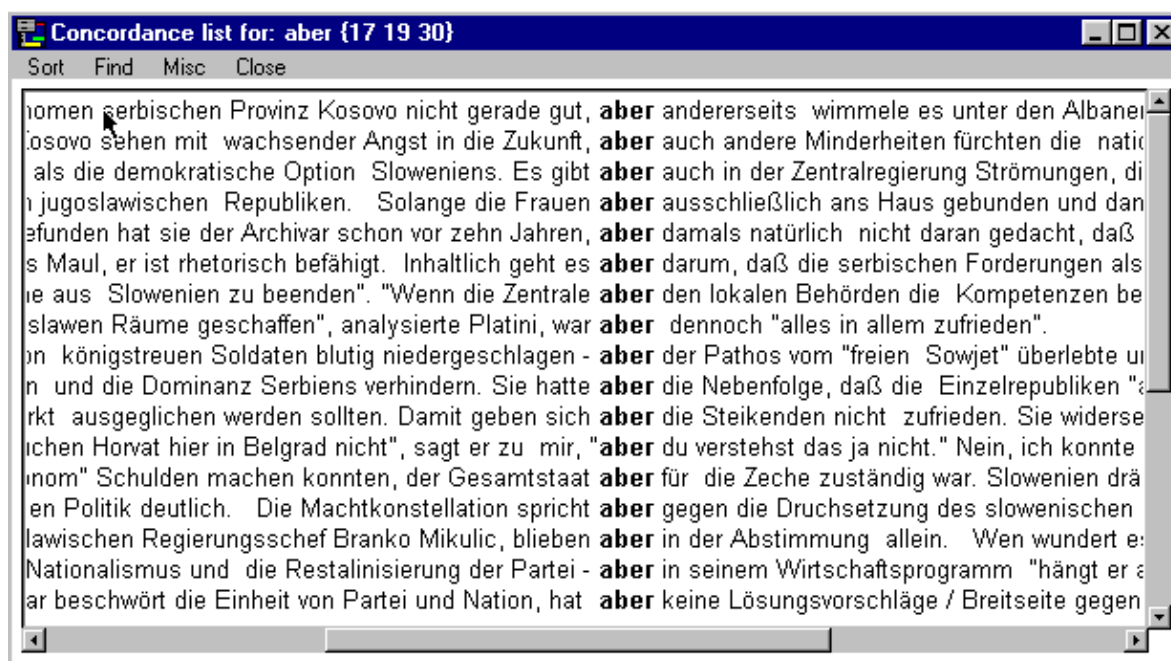 Concordance list for: aber {17 19 30}
Sort Find Misc Close
nomen serbischen Provinz Kosovo nicht gerade gut, aber andererseits wimmele es unter den Albaner
Kosovo sehen mit wachsender Angst in die Zukunft, aber auch andere Minderheiten fürchten die natio
als die demokratische Option Sloweniens. Es gibt aber auch in der Zentralregierung Strömungen, di
n jugoslawischen Republiken. Solange die Frauen aber ausschließlich ans Haus gebunden und dan
efunden hat sie der Archivar schon vor zehn Jahren, aber damals natürlich nicht daran gedacht, daß
s Maul, er ist rhetorisch befähigt. Inhaltlich geht es aber darum, daß die serbischen Forderungen als
ne aus Slowenien zu beenden". "Wenn die Zentrale aber den lokalen Behörden die Kompetenzen be
slawen Räume geschaffen", analysierte Platini, war aber dennoch "alles in allem zufrieden".
on königstreuen Soldaten blutig niedergeschlagen - aber der Pathos vom "freien Sowjet" überlebte un
n und die Dominanz Serbiens verhindern. Sie hatte aber die Nebenfolge, daß die Einzelrepubliken "a
rkt ausgeglichen werden sollten. Damit geben sich aber die Steikenden nicht zufrieden. Sie widerse
ichen Horvat hier in Belgrad nicht", sagt er zu mir, "aber du verstehst das ja nicht." Nein, ich konnte
nom" Schulden machen konnten, der Gesamtstaat aber für die Zeche zuständig war. Slowenien drä
en Politik deutlich. Die Machtkonstellation spricht aber gegen die Druchsetzung des slowenischen
lawischen Regierungsschef Branko Mikulic, blieben aber in der Abstimmung allein. Wen wundert es
Nationalismus und die Restalinisierung der Partei - aber in seinem Wirtschaftsprogramm "hängt er a
ar beschwört die Einheit von Partei und Nation, hat aber keine Lösungsvorschläge / Breitseite gegen